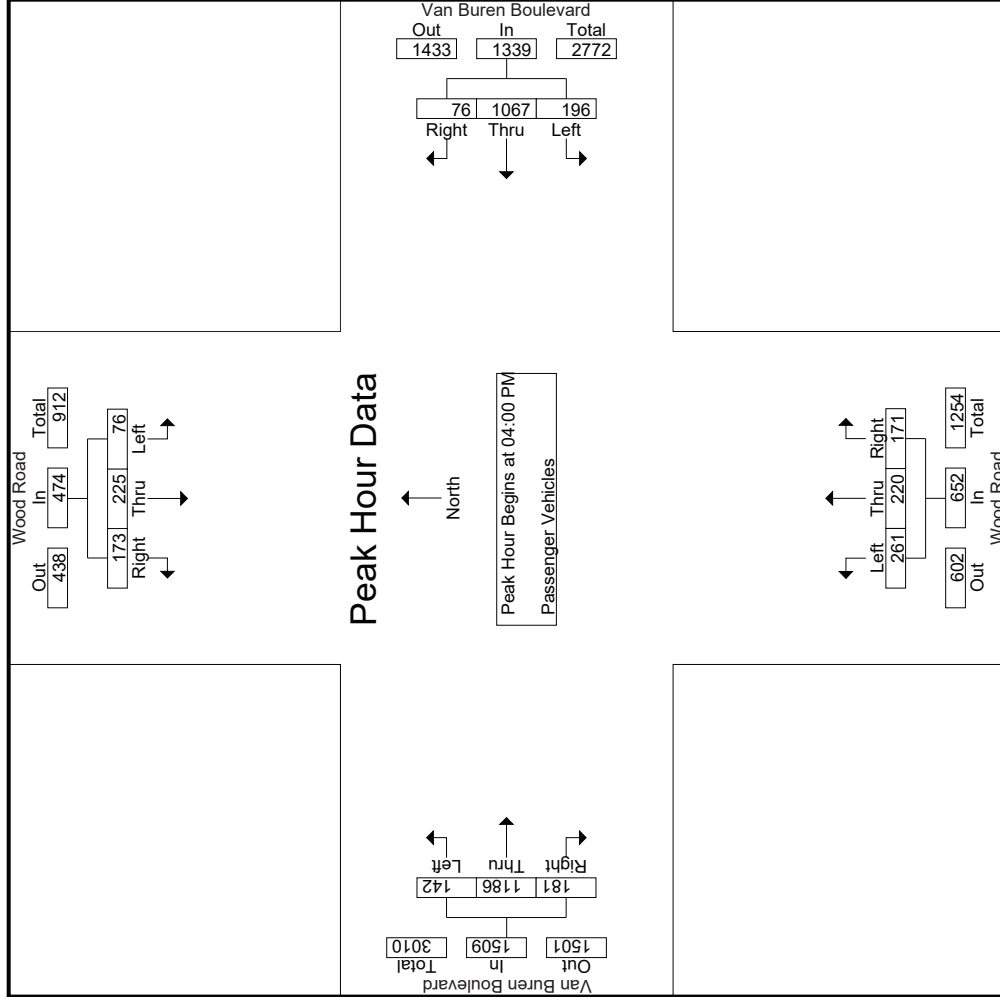 Van Buren Boulevard
Out In Total
1433 1339 2772
76 1067 196
Right Thru Left
Wood Road
Out In Total
438 474 912
173 225 76
Right Thru Left
Peak Hour Data
North
Peak Hour Begins at 04:00 PM
Passenger Vehicles
Left Thru Right
261 220 171
602 652 1254
Out In Total
Wood Road
Left Thru Right
142 1186 181
Total In Out
3010 1509 1501
Van Buren Boulevard